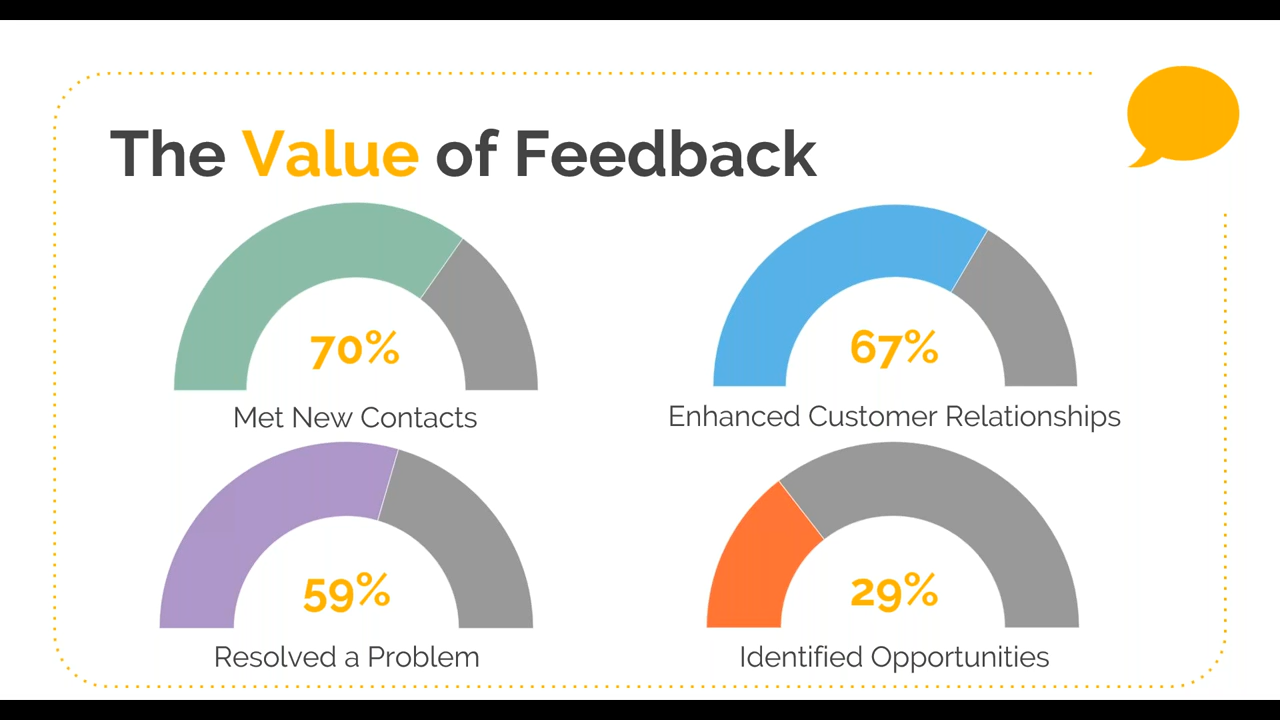 The Value of Feedback
70%
Met New Contacts
67%
Enhanced Customer Relationships
59%
Resolved a Problem
29%
Identified Opportunities